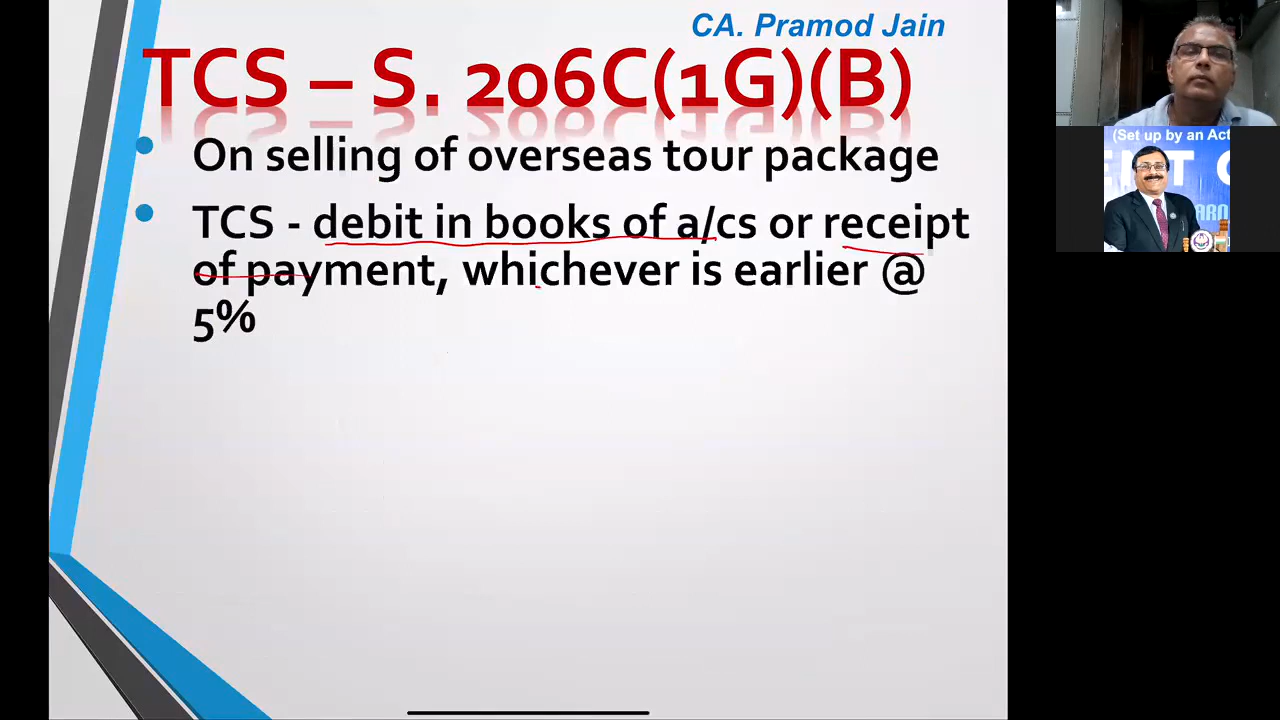 CA. Pramod Jain
TCS – S. 206C(1G)(B)
On selling of overseas tour package
TCS - debit in books of a/cs or receipt
of payment, whichever is earlier @
5%
(Set up by an Act